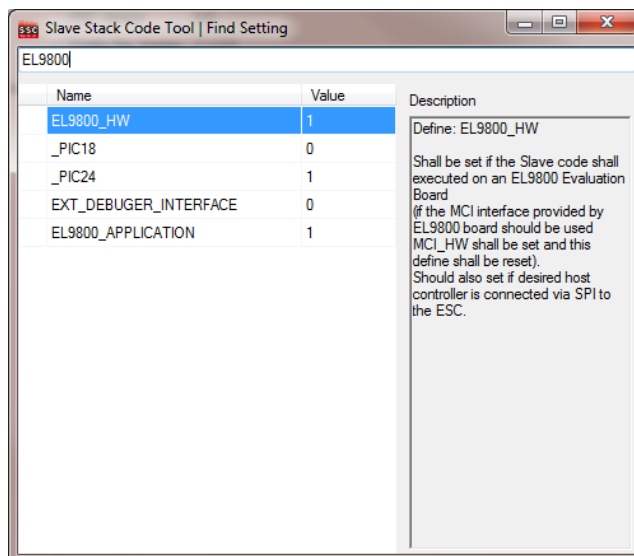 ssc Slave Stack Code Tool | Find Setting
EL9800
Name Value
EL9800_HW 1
_PIC18 0
_PIC24 1
EXT_DEBUGER_INTERFACE 0
EL9800_APPLICATION 1
Description
Define: EL9800_HW
Shall be set if the Slave code shall
executed on an EL9800 Evaluation
Board
(if the MCI interface provided by
EL9800 board should be used
MCI_HW shall be set and this
define shall be reset).
Should also set if desired host
controller is connected via SPI to
the ESC.